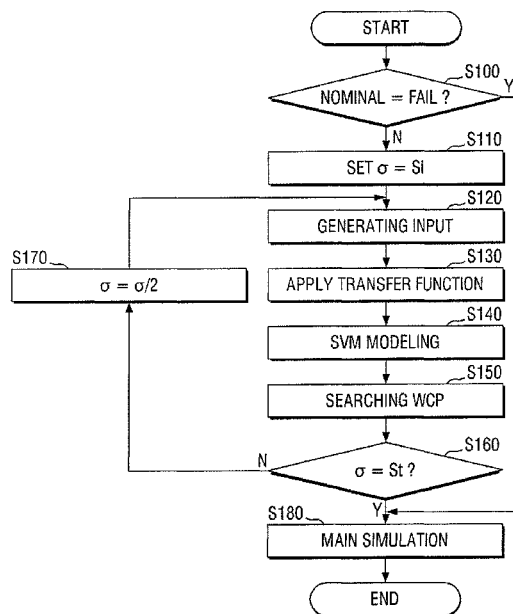 START
S100
NOMINAL = FAIL ?
Y
N
S110
SET σ = Si
S120
GENERATING INPUT
S170
σ = σ/2
S130
APPLY TRANSFER FUNCTION
S140
SVM MODELING
S150
SEARCHING WCP
S160
N
σ = St ?
Y
S180
MAIN SIMULATION
END